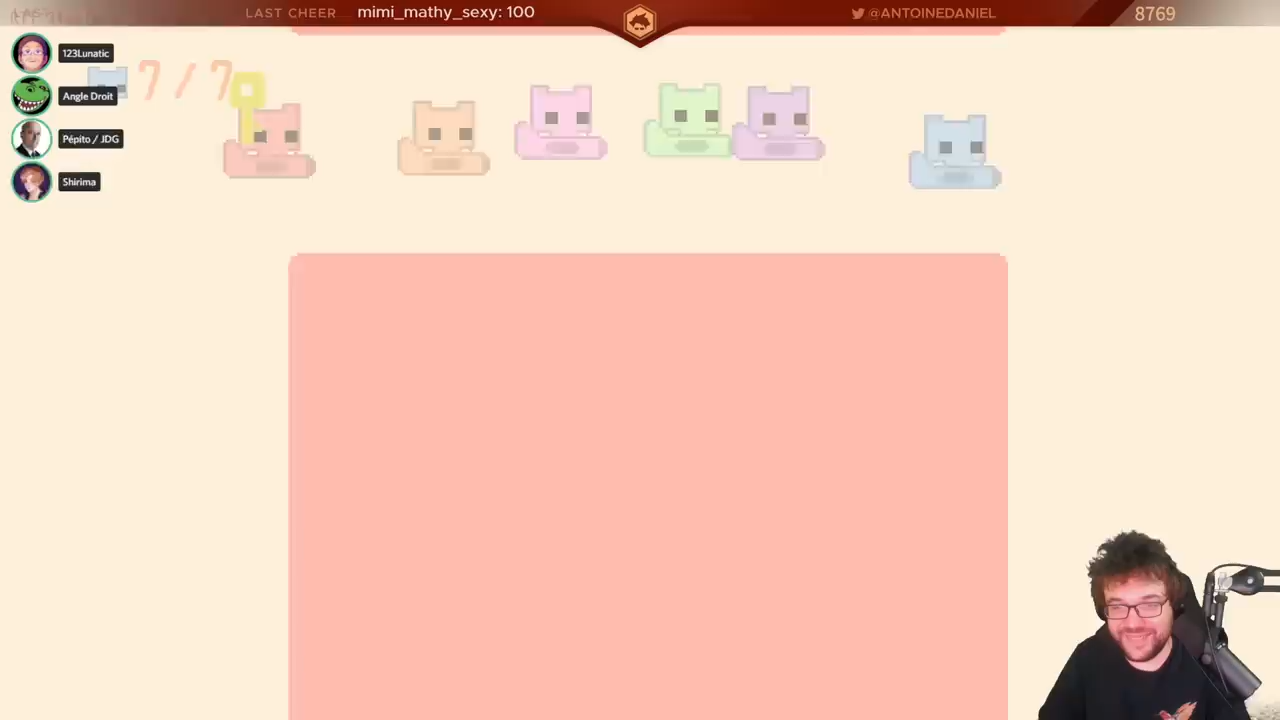 LAST CHEER mimi_mathy_sexy: 100
@ANTOINEDANIEL
8769
7 / 7
123Lunatic
Angle Droit
Pépito / JDG
Shirima